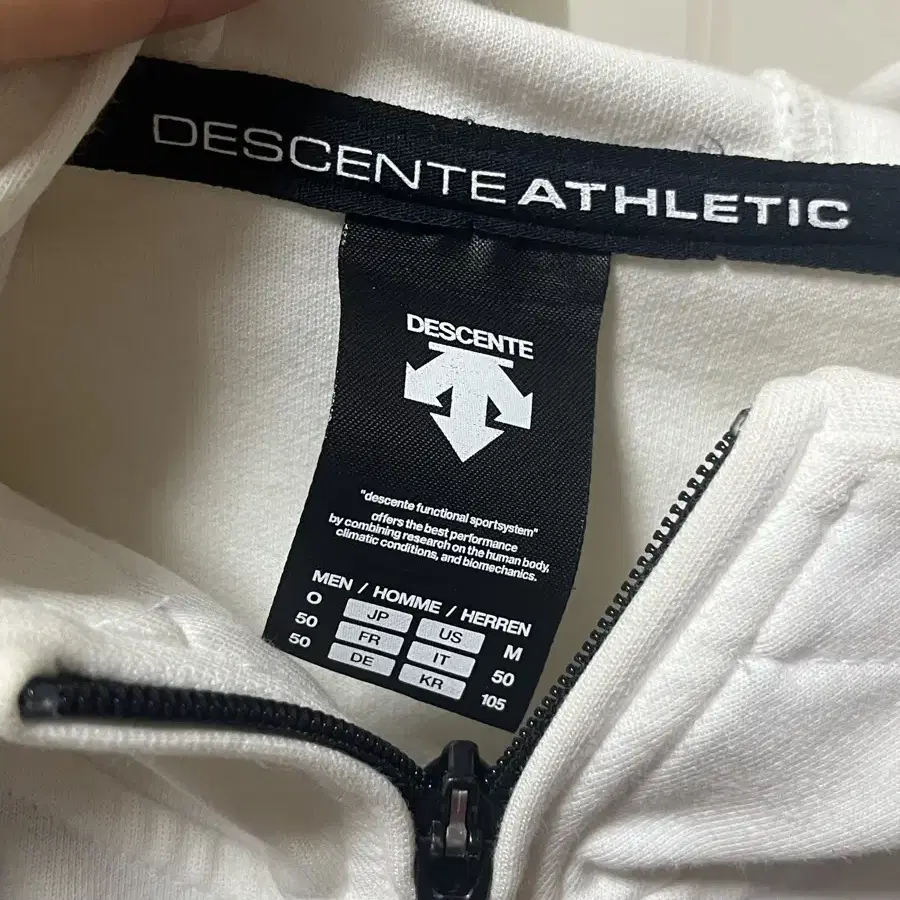 DESCENTE ATHLETIC
DESCENTE
"descente functional sportsystem"
offers the best performance
by combining research on the human body,
climatic conditions, and biomechanics.
MEN / HOMME / HERREN
O JP US M
50 FR IT 50
50 DE KR 105